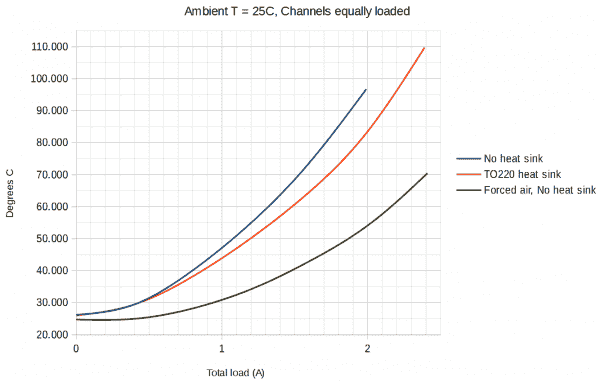 Ambient T = 25C, Channels equally loaded
110.000
100.000
90.000
80.000
70.000
60.000
50.000
40.000
30.000
20.000
Degrees C
0
1
2
Total load (A)
No heat sink
TO220 heat sink
Forced air, No heat sink